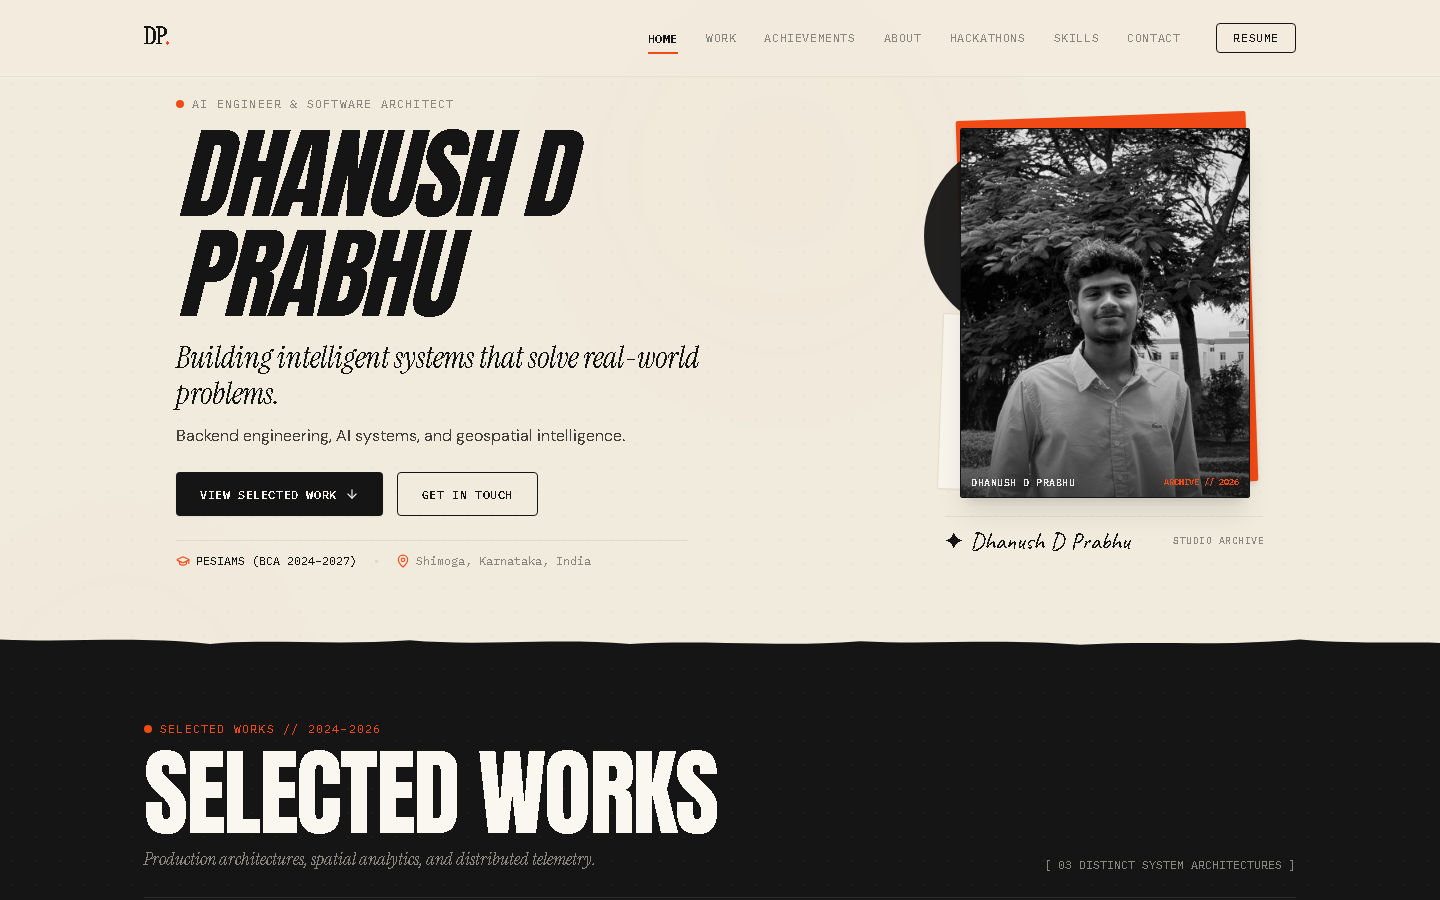 DP.
HOME WORK ACHIEVEMENTS ABOUT HACKATHONS SKILLS CONTACT RESUME
AI ENGINEER & SOFTWARE ARCHITECT
DHANUSH D
PRABHU
Building intelligent systems that solve real-world
problems.
Backend engineering, AI systems, and geospatial intelligence.
VIEW SELECTED WORK ↓ GET IN TOUCH
PESIAMS (BCA 2024–2027) · Shimoga, Karnataka, India
DHANUSH D PRABHU ARCHIVE // 2026
Dhanush D Prabhu STUDIO ARCHIVE
SELECTED WORKS // 2024–2026
SELECTED WORKS
Production architectures, spatial analytics, and distributed telemetry.
[ 03 DISTINCT SYSTEM ARCHITECTURES ]